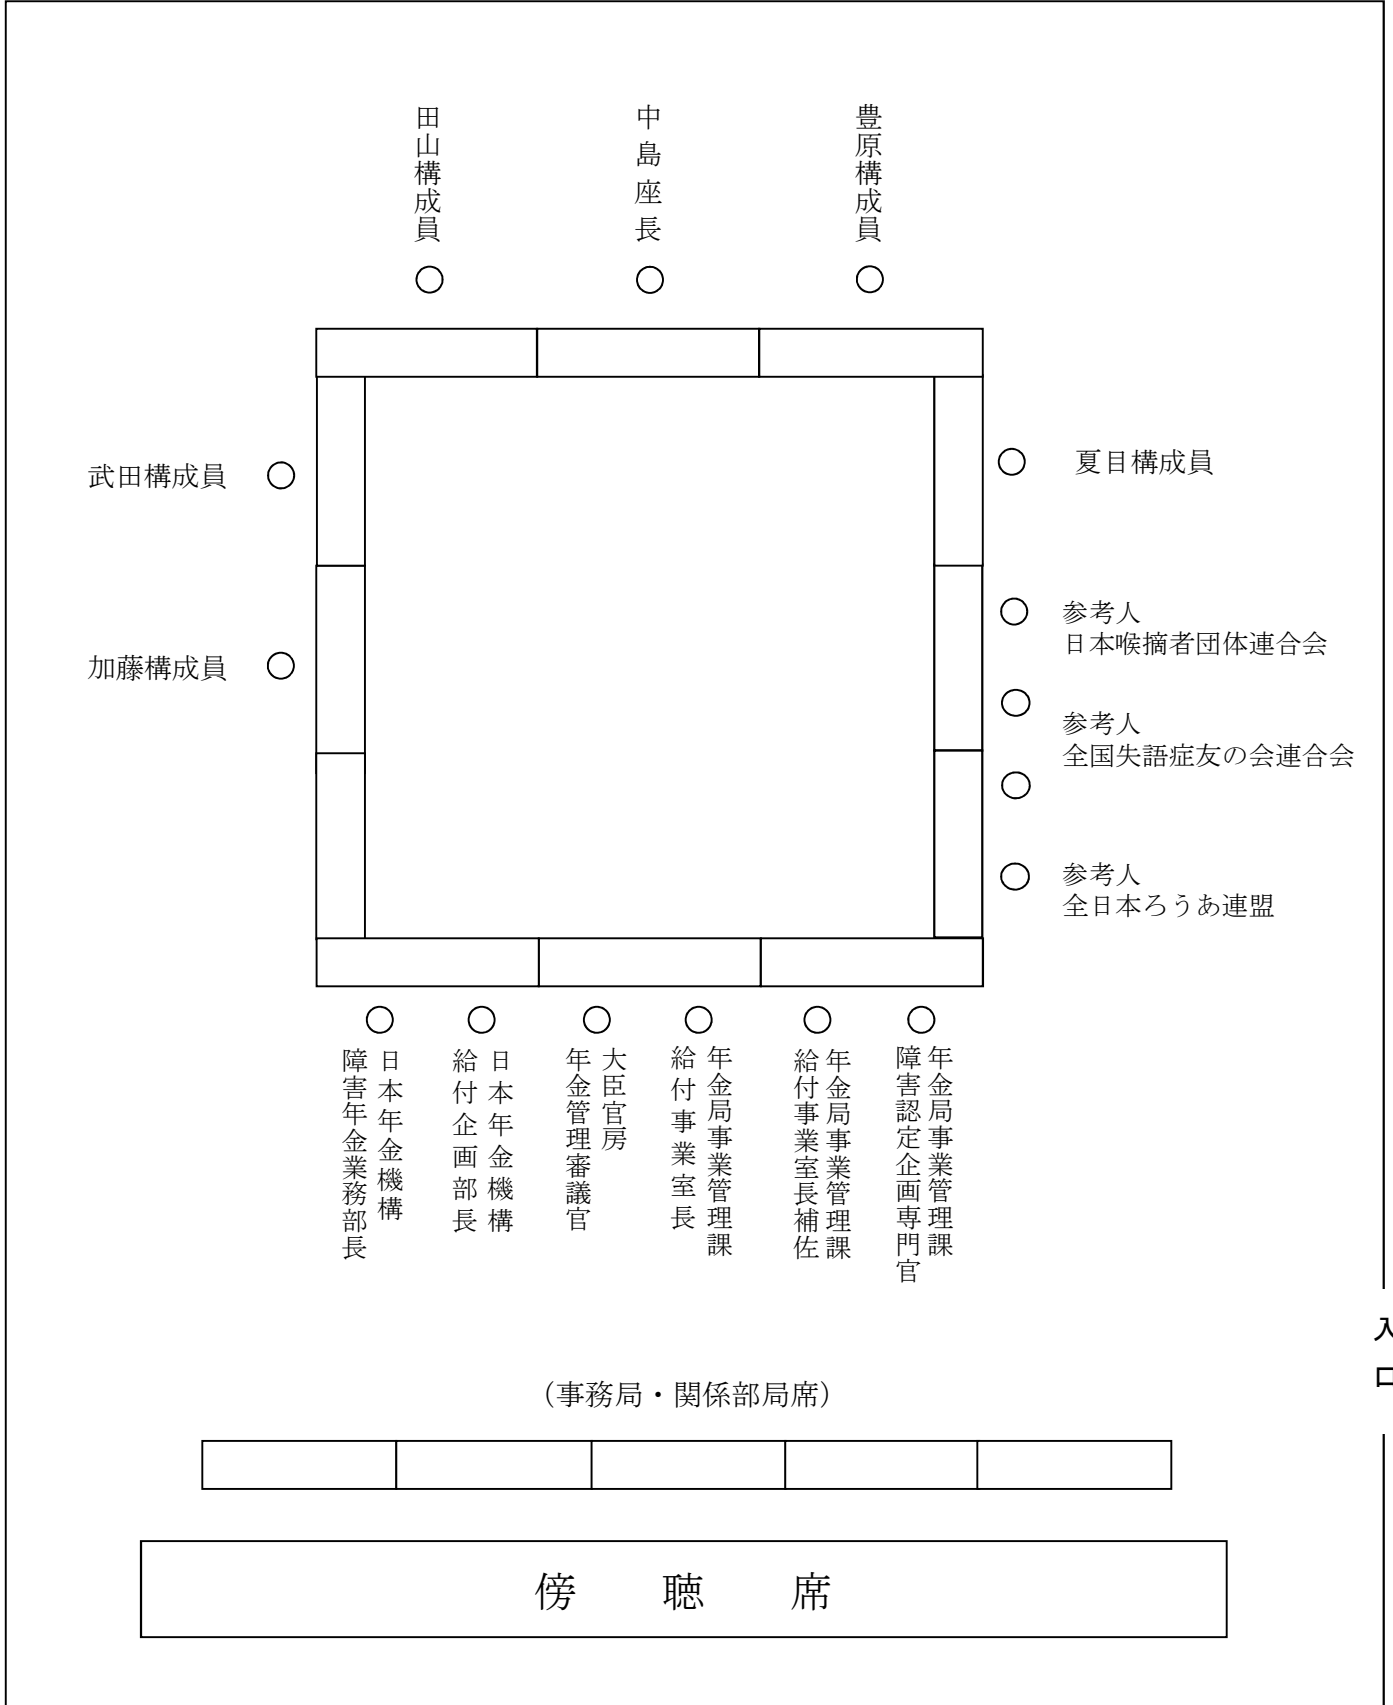 田山構成員
中島座長
豊原構成員
武田構成員
夏目構成員
参考人
日本喉摘者団体連合会
加藤構成員
参考人
全国失語症友の会連合会
参考人
全日本ろうあ連盟
日本年金機構
障害年金業務部長
日本年金機構
給付企画部長
大臣官房
年金管理審議官
年金局事業管理課
給付事業室長
年金局事業管理課
給付事業室長補佐
年金局事業管理課
障害認定企画専門官
入口
（事務局・関係部局席）
傍聴席